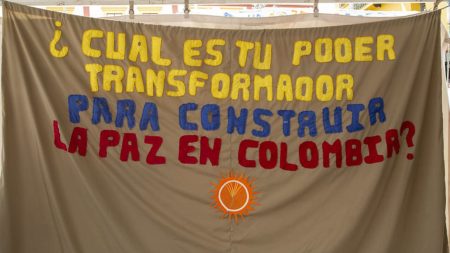 ¿CUAL ES TU PODER
TRANSFORMADOR
PARA CONSTRUIR
LA PAZ EN COLOMBIA?